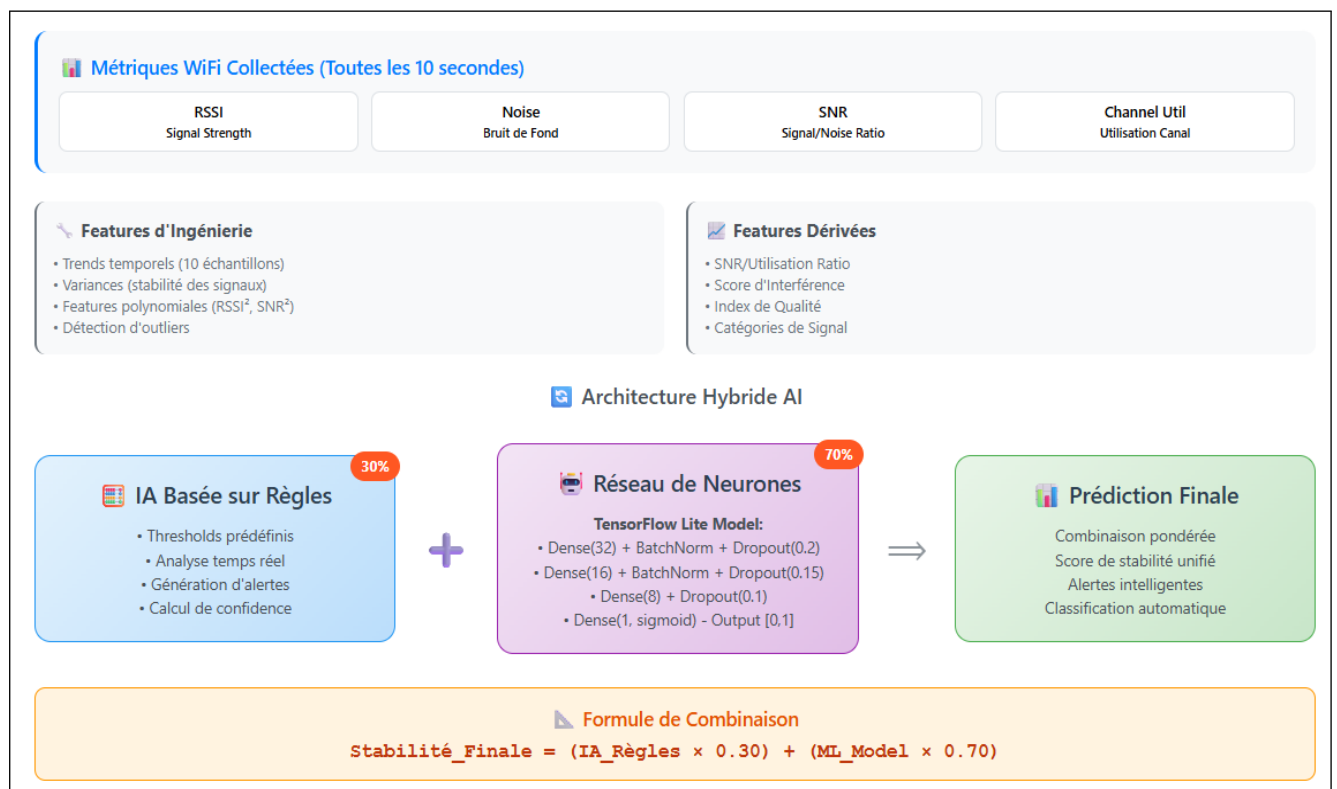 Métriques WiFi Collectées (Toutes les 10 secondes)
RSSI
Signal Strength
Noise
Bruit de Fond
SNR
Signal/Noise Ratio
Channel Util
Utilisation Canal
Features d'Ingénierie
• Trends temporels (10 échantillons)
• Variances (stabilité des signaux)
• Features polynomiales (RSSI², SNR²)
• Détection d'outliers
Features Dérivées
• SNR/Utilisation Ratio
• Score d'Interférence
• Index de Qualité
• Catégories de Signal
Architecture Hybride AI
30%
IA Basée sur Règles
• Thresholds prédéfinis
• Analyse temps réel
• Génération d'alertes
• Calcul de confidence
70%
Réseau de Neurones
TensorFlow Lite Model:
• Dense(32) + BatchNorm + Dropout(0.2)
• Dense(16) + BatchNorm + Dropout(0.15)
• Dense(8) + Dropout(0.1)
• Dense(1, sigmoid) - Output [0,1]
Prédiction Finale
Combinaison pondérée
Score de stabilité unifié
Alertes intelligentes
Classification automatique
Formule de Combinaison
Stabilité_Finale = (IA_Règles × 0.30) + (ML_Model × 0.70)